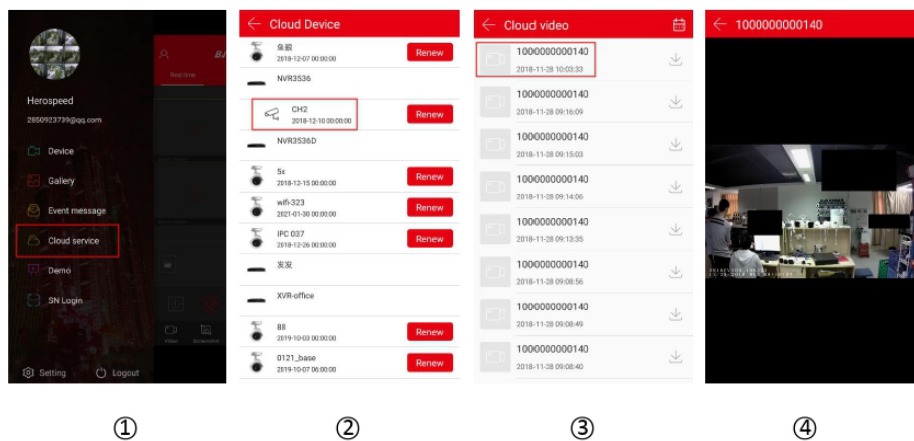 Herospeed
2850923739@qq.com
Real time
Device
Gallery
Event message
Cloud service
Demo
SN Login
Video
Screenshot
Setting
Logout
①
Cloud Device
鱼眼
2018-12-07 00:00:00
Renew
NVR3536
CH2
2018-12-10 00:00:00
Renew
NVR3536D
5s
2018-12-15 00:00:00
Renew
wifi-323
2021-01-30 00:00:00
Renew
IPC 037
2018-12-26 00:00:00
Renew
发发
XVR-office
88
2019-10-03 00:00:00
Renew
0121_base
2019-10-07 06:00:00
Renew
②
Cloud video
1000000000140
2018-11-28 10:03:33
1000000000140
2018-11-28 09:16:09
1000000000140
2018-11-28 09:15:03
1000000000140
2018-11-28 09:14:06
1000000000140
2018-11-28 09:13:35
1000000000140
2018-11-28 09:08:56
1000000000140
2018-11-28 09:08:49
1000000000140
2018-11-28 09:08:40
③
1000000000140
④